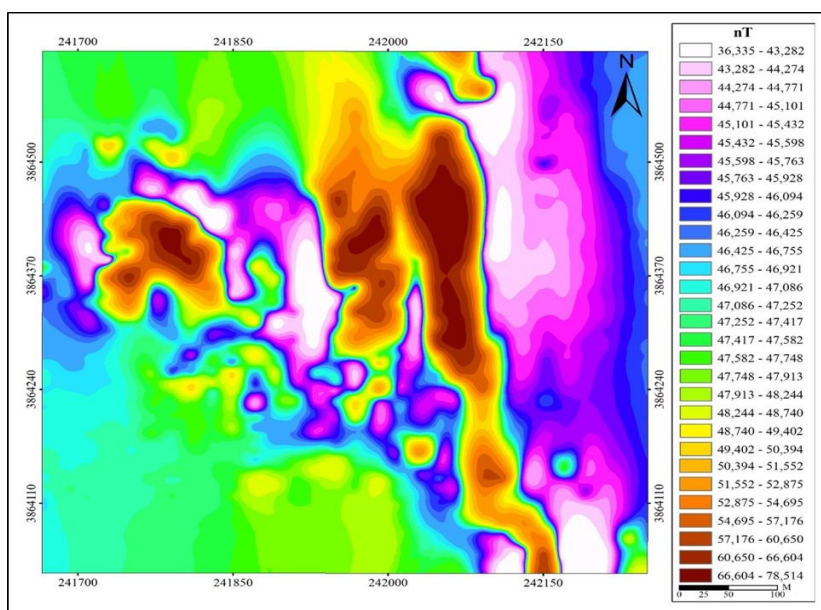 241700 241850 242000 242150
nT
N
36,335 - 43,282
43,282 - 44,274
44,274 - 44,771
44,771 - 45,101
45,101 - 45,432
45,432 - 45,598
45,598 - 45,763
45,763 - 45,928
45,928 - 46,094
46,094 - 46,259
46,259 - 46,425
46,425 - 46,755
46,755 - 46,921
46,921 - 47,086
47,086 - 47,252
47,252 - 47,417
47,417 - 47,582
47,582 - 47,748
47,748 - 47,913
47,913 - 48,244
48,244 - 48,740
48,740 - 49,402
49,402 - 50,394
50,394 - 51,552
51,552 - 52,875
52,875 - 54,695
54,695 - 57,176
57,176 - 60,650
60,650 - 66,604
66,604 - 78,514
M
0 25 50 100
3864500
3864370
3864240
3864110
3864500
3864370
3864240
3864110
241700 241850 242000 242150